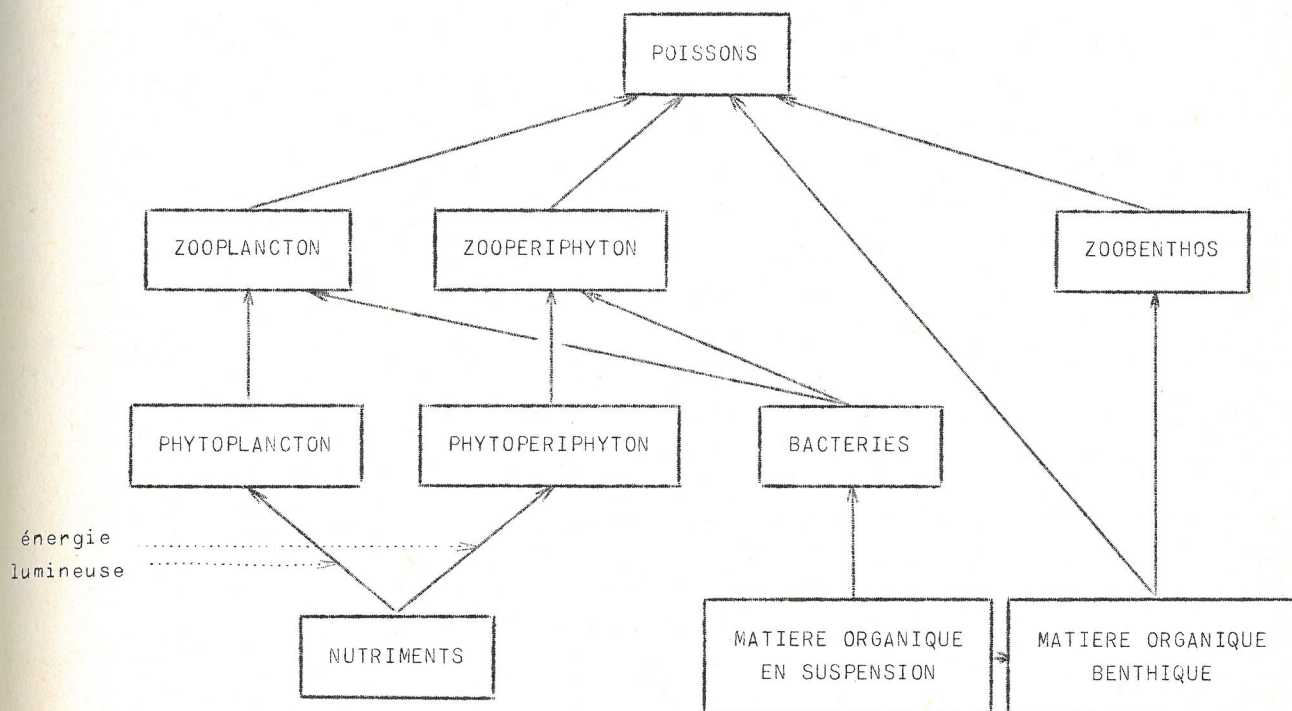 POISSONS
ZOOPLANCTON
ZOOPERIPHYTON
ZOOBENTHOS
PHYTOPLANCTON
PHYTOPERIPHYTON
BACTERIES
énergie
lumineuse
NUTRIMENTS
MATIERE ORGANIQUE
EN SUSPENSION
MATIERE ORGANIQUE
BENTHIQUE